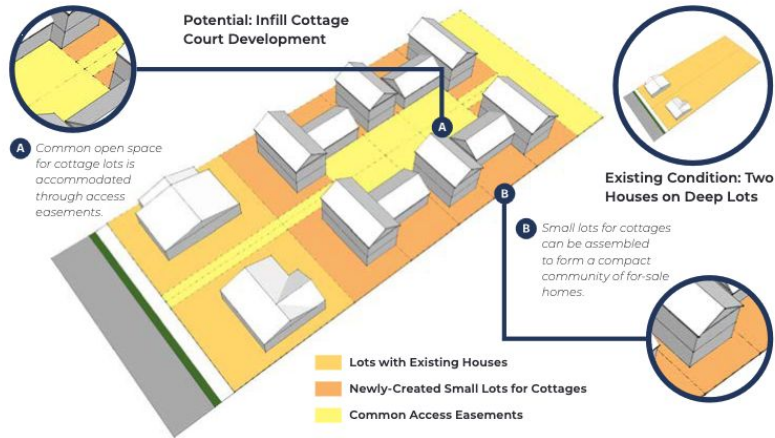 Potential: Infill Cottage
Court Development
A
Common open space
for cottage lots is
accommodated
through access
easements.
A
B
Existing Condition: Two
Houses on Deep Lots
B
Small lots for cottages
can be assembled
to form a compact
community of for-sale
homes.
Lots with Existing Houses
Newly-Created Small Lots for Cottages
Common Access Easements